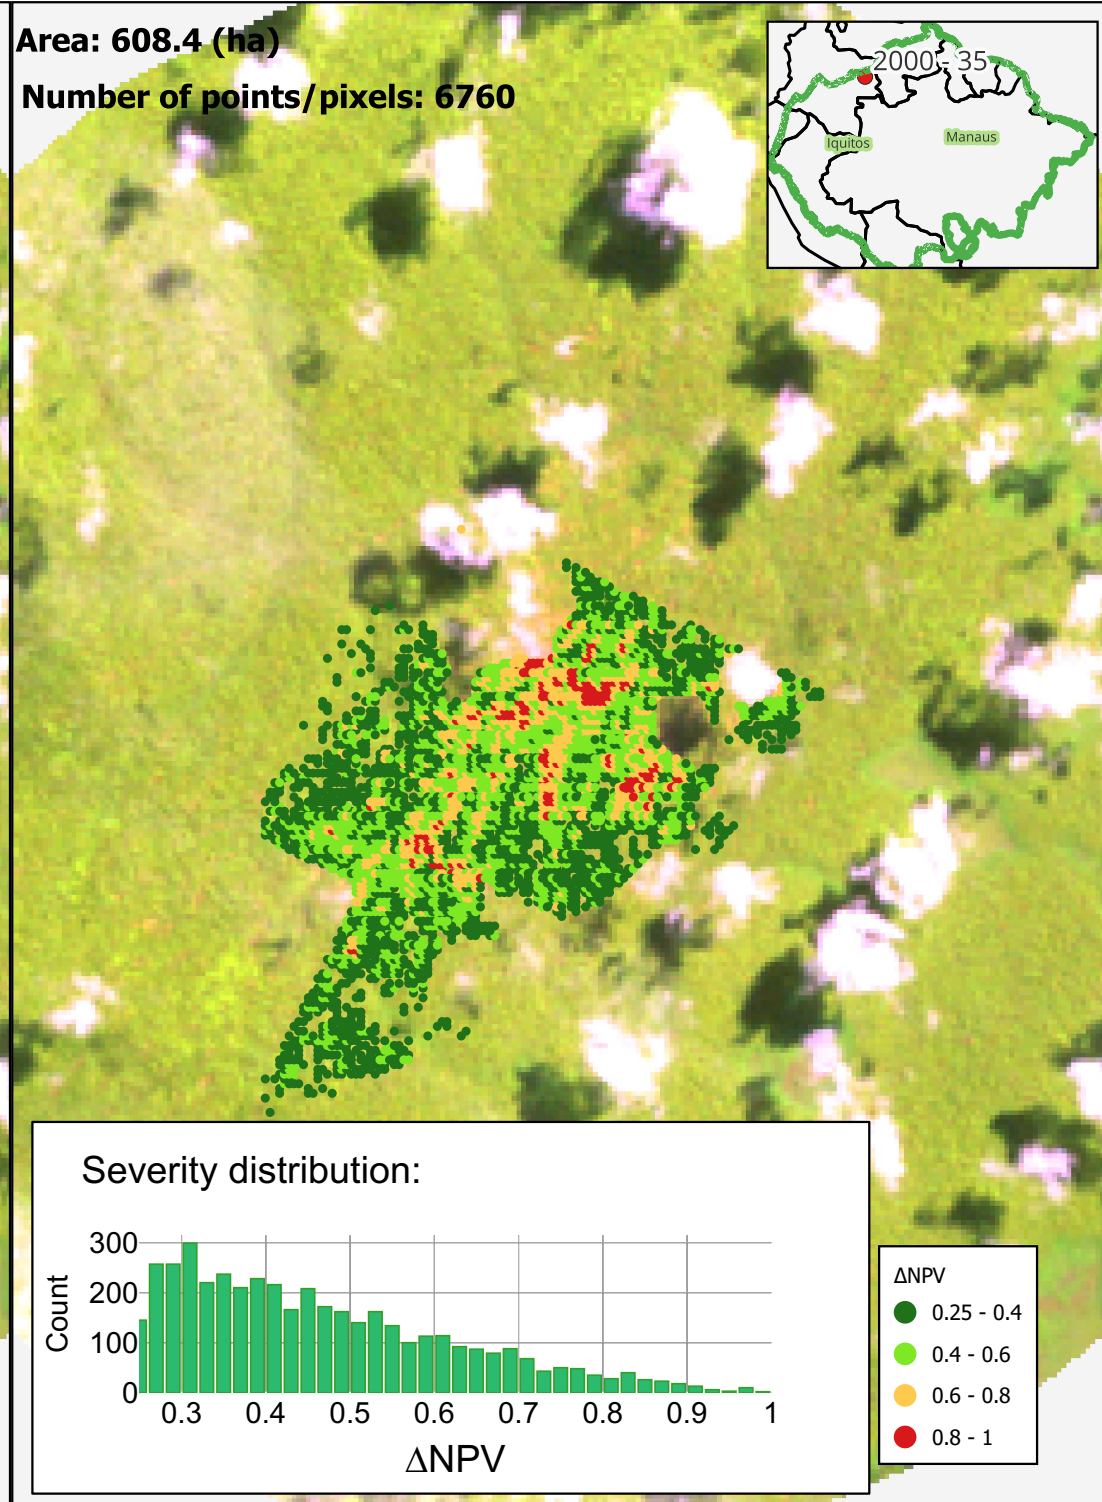 Area: 608.4 (ha)
Number of points/pixels: 6760
2000 - 35
Iquitos
Manaus
Severity distribution:
Count
300
200
100
0
0.3 0.4 0.5 0.6 0.7 0.8 0.9 1
ΔNPV
ΔNPV
0.25 - 0.4
0.4 - 0.6
0.6 - 0.8
0.8 - 1